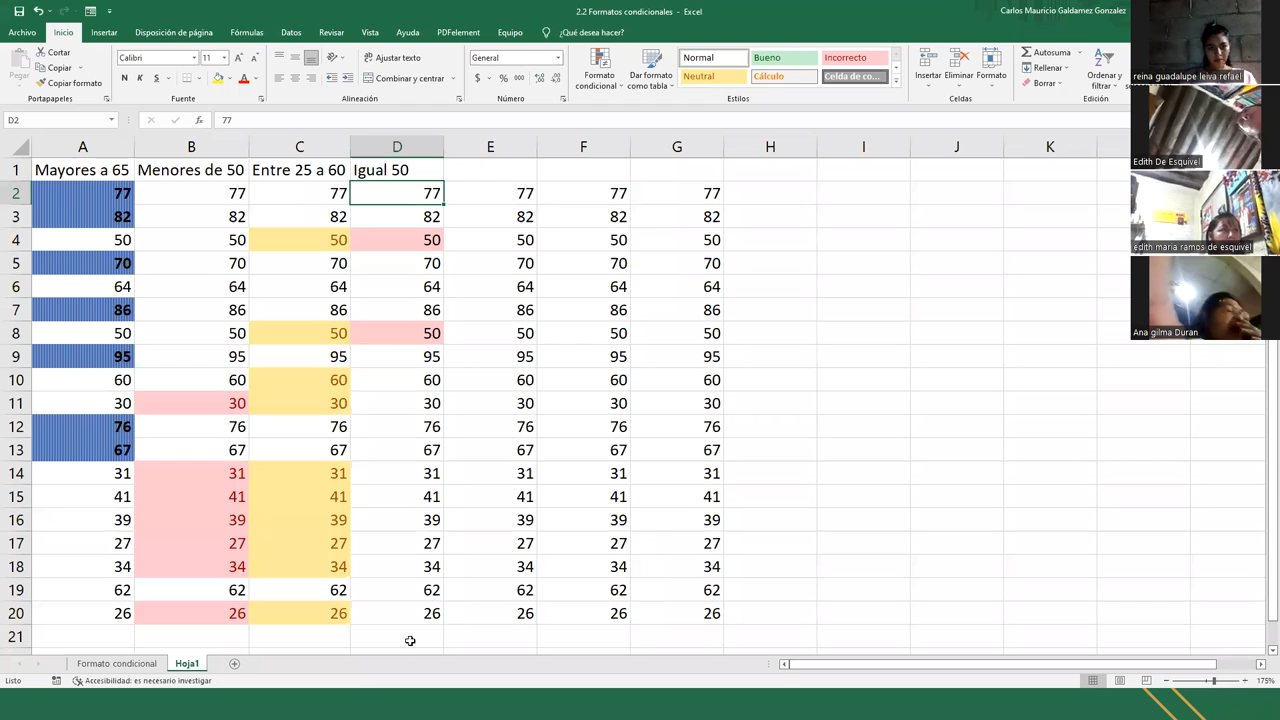 2.2 Formatos condicionales - Excel
Carlos Mauricio Galdamez Gonzalez
Archivo Inicio Insertar Disposición de página Fórmulas Datos Revisar Vista Ayuda PDFelement Equipo ¿Qué desea hacer?
Pegar
Cortar
Copiar
Copiar formato
Portapapeles
Calibri 11
N K S
Fuente
Ajustar texto
Combinar y centrar
Alineación
General
$ % 000
Número
Formato condicional
Dar formato como tabla
Normal Bueno Incorrecto
Neutral Cálculo Celda de co...
Estilos
Insertar Eliminar Formato
Celdas
Autosuma
Rellenar
Borrar
Ordenar y filtrar
Edición
D2 fx 77
A B C D E F G H I J K
1 Mayores a 65 Menores de 50 Entre 25 a 60 Igual 50
2 77 77 77 77 77 77 77
3 82 82 82 82 82 82 82
4 50 50 50 50 50 50 50
5 70 70 70 70 70 70 70
6 64 64 64 64 64 64 64
7 86 86 86 86 86 86 86
8 50 50 50 50 50 50 50
9 95 95 95 95 95 95 95
10 60 60 60 60 60 60 60
11 30 30 30 30 30 30 30
12 76 76 76 76 76 76 76
13 67 67 67 67 67 67 67
14 31 31 31 31 31 31 31
15 41 41 41 41 41 41 41
16 39 39 39 39 39 39 39
17 27 27 27 27 27 27 27
18 34 34 34 34 34 34 34
19 62 62 62 62 62 62 62
20 26 26 26 26 26 26 26
21
Formato condicional Hoja1
Listo Accesibilidad: es necesario investigar 175%
reina guadalupe leiva rafael
Edith De Esquivel
edith maria ramos de esquivel
Ana gilma Duran